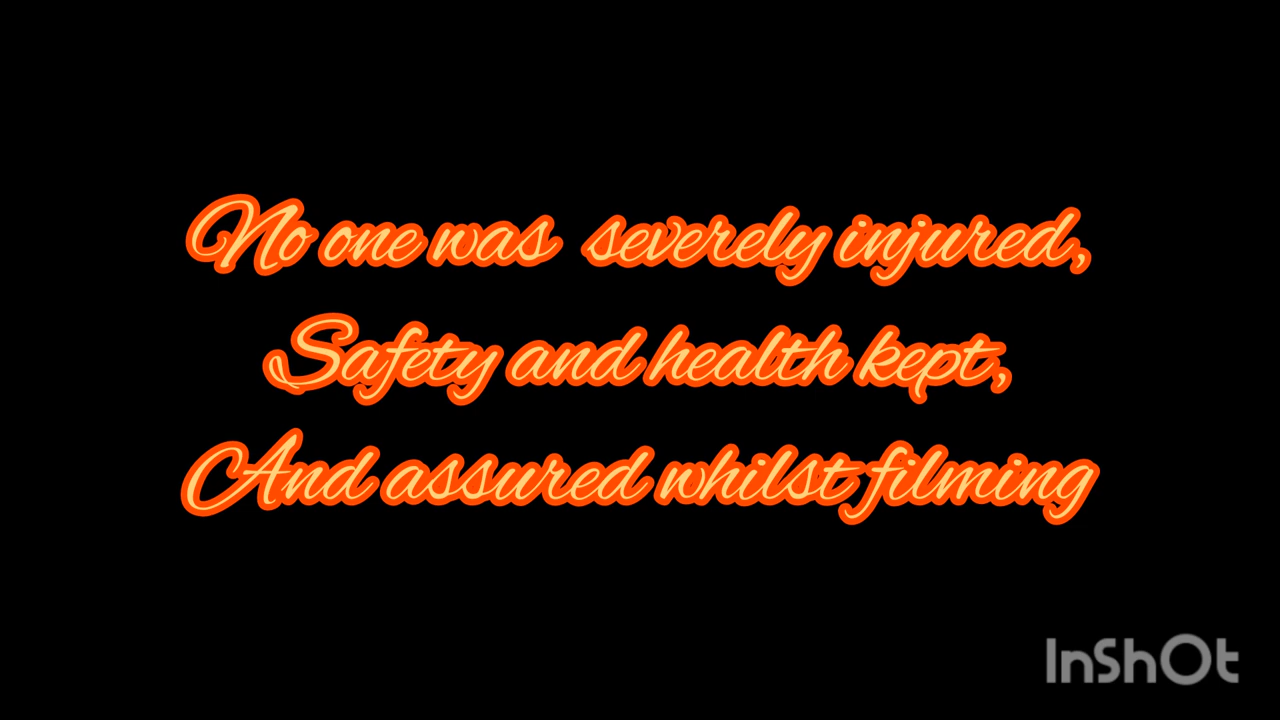 No one was  severely injured,
Safety and health kept,
And assured whilst filming
InShOt